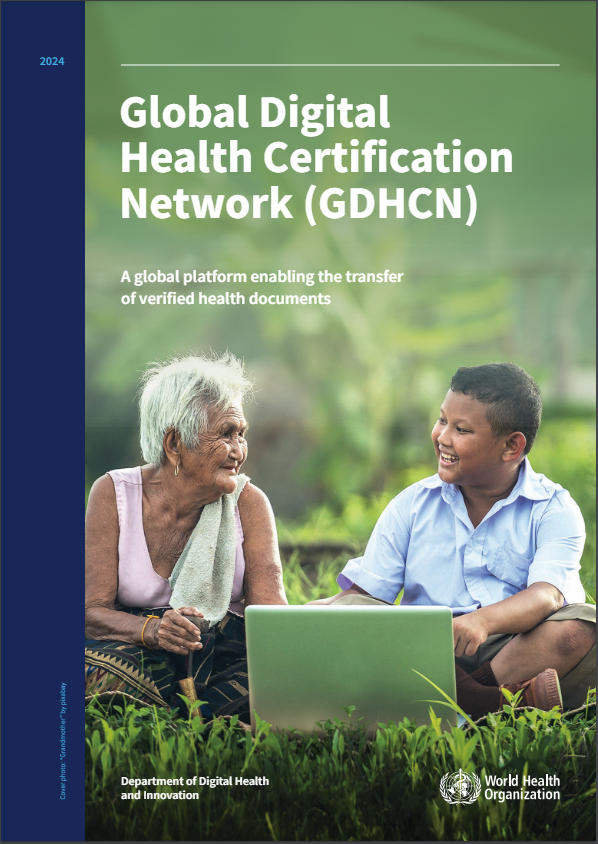 2024
Global Digital
Health Certification
Network (GDHCN)
A global platform enabling the transfer
of verified health documents
Cover photo: "Grandmother" by pixabay
Department of Digital Health
and Innovation
World Health
Organization